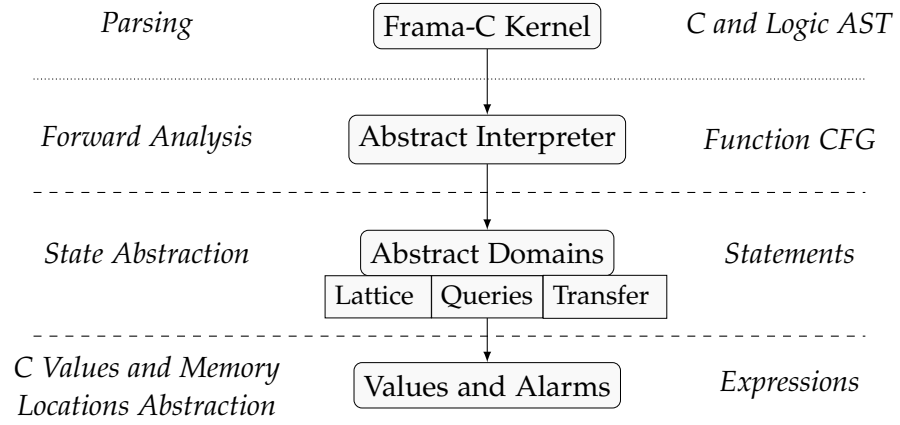 Parsing
Frama-C Kernel
C and Logic AST
Forward Analysis
Abstract Interpreter
Function CFG
State Abstraction
Abstract Domains
Statements
Lattice
Queries
Transfer
C Values and Memory
Locations Abstraction
Values and Alarms
Expressions